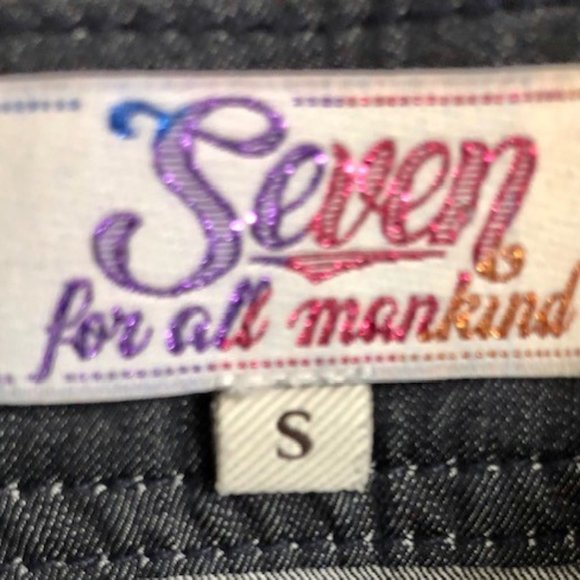 Seven
for all mankind
S